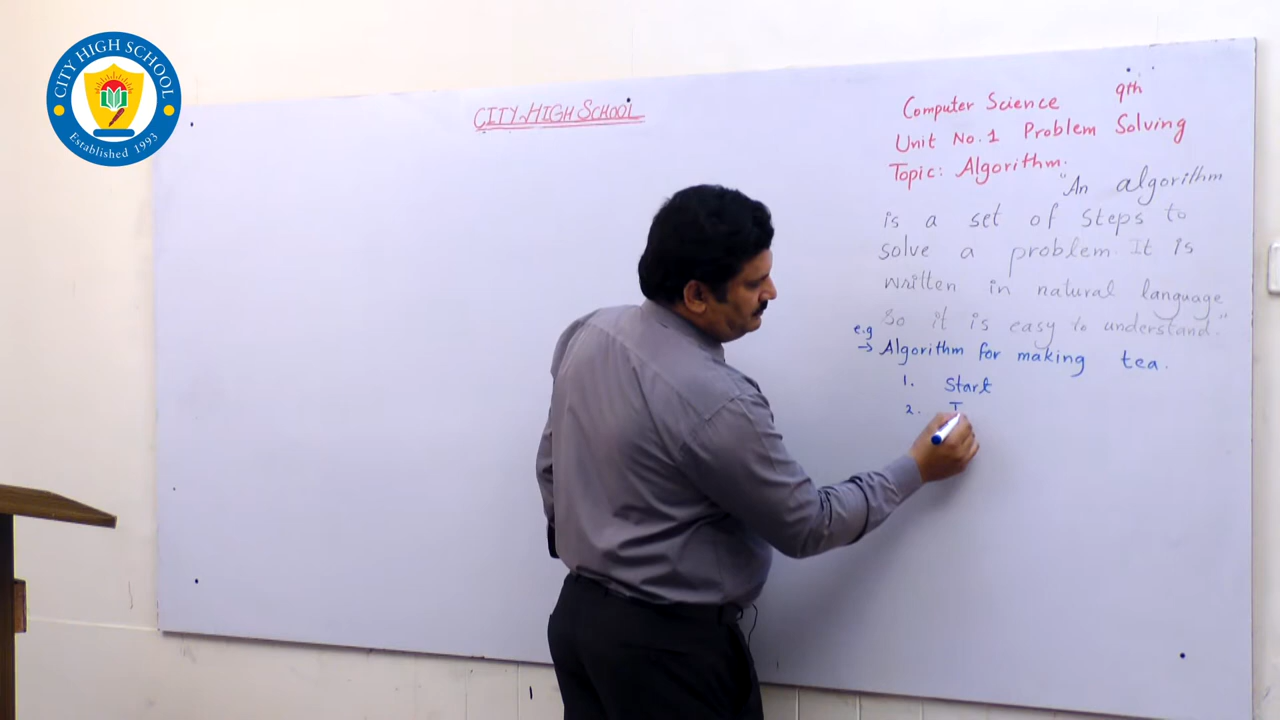 CITY HIGH SCHOOL
Established 1993
CITY HIGH SCHOOL
Computer Science 9th
Unit No. 1 Problem Solving
Topic: Algorithm.
"An algorithm
is a set of steps to
solve a problem. It is
written in natural language
So it is easy to understand."
e.g
→ Algorithm for making tea.
1. Start
2. T